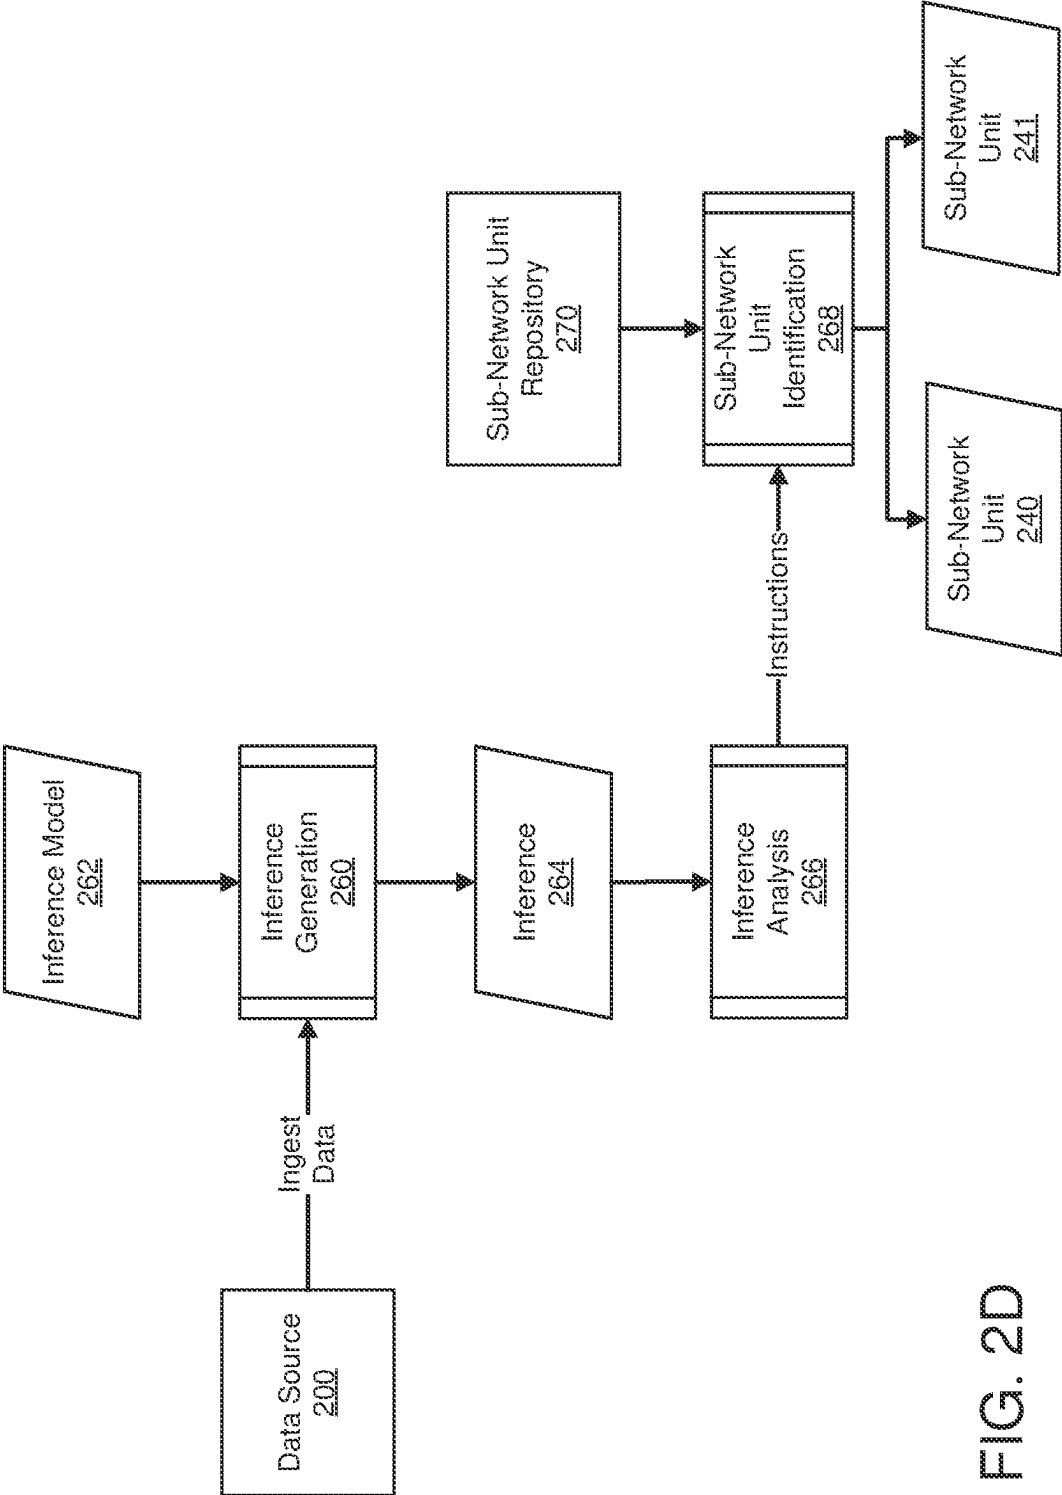 Inference Model
262
Data Source
200
Ingest
Data
Inference
Generation
260
Inference
264
Inference
Analysis
266
Instructions
Sub-Network Unit
Repository
270
Sub-Network
Unit
Identification
268
Sub-Network
Unit
240
Sub-Network
Unit
241
FIG. 2D